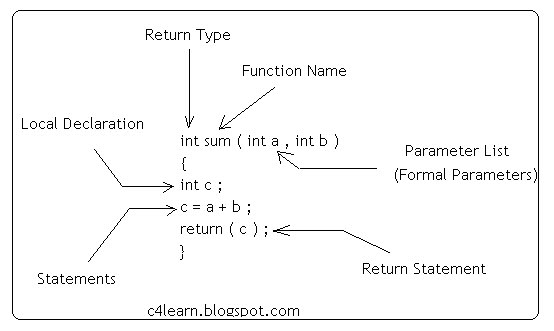 Return Type
Function Name
Local Declaration
int sum ( int a , int b )
Parameter List
(Formal Parameters)
{
int c ;
c = a + b ;
return ( c ) ;
}
Statements
Return Statement
c4learn.blogspot.com